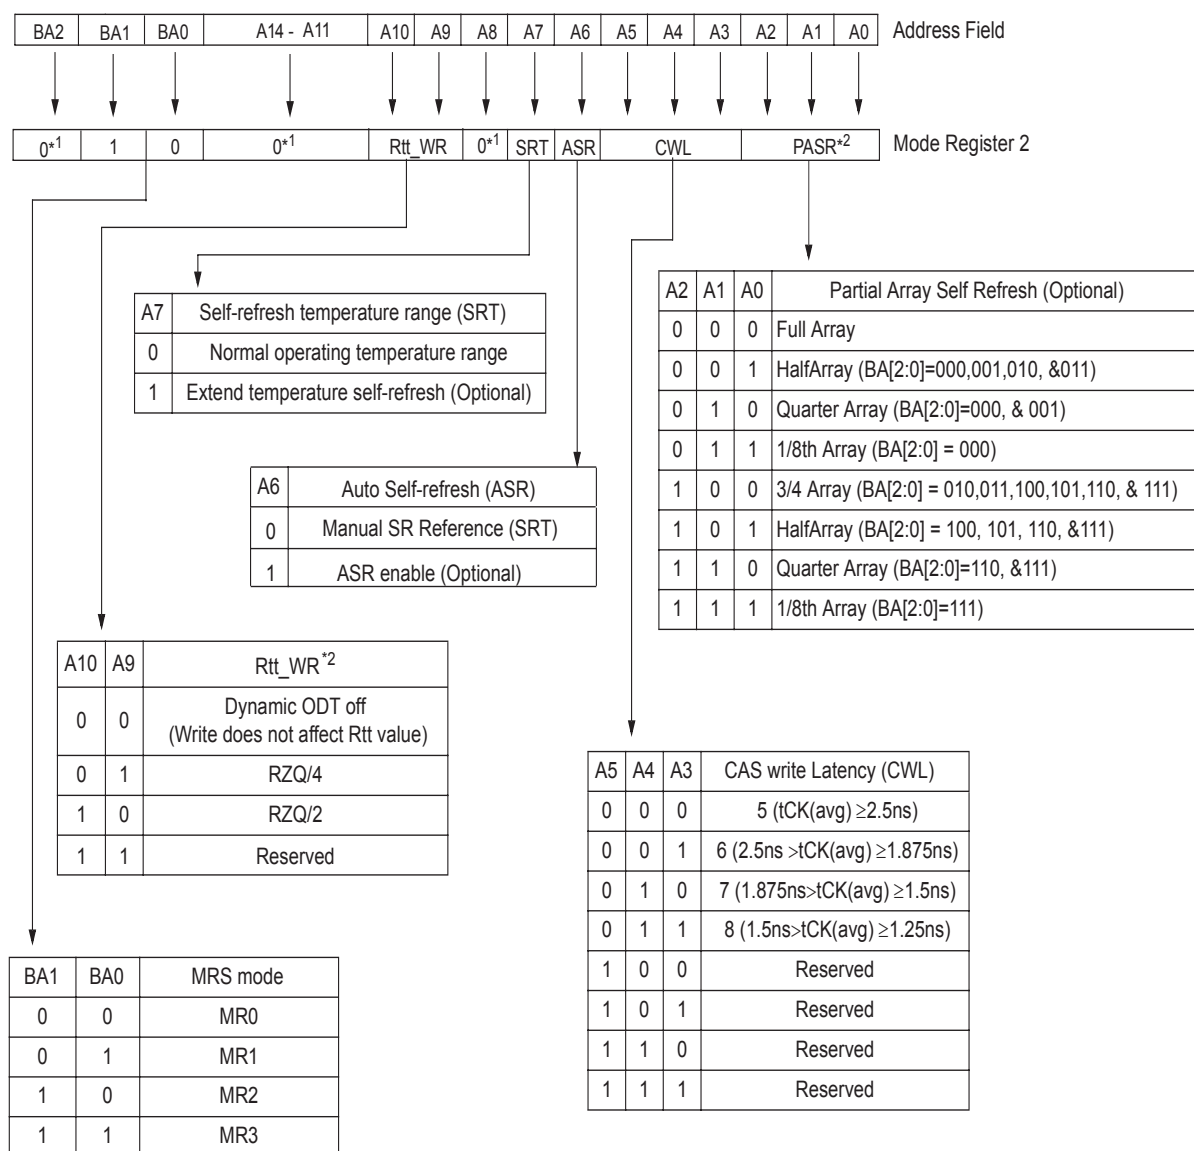 BA2 BA1 BA0 A14 - A11 A10 A9 A8 A7 A6 A5 A4 A3 A2 A1 A0 Address Field
0*1 1 0 0*1 Rtt_WR 0*1 SRT ASR CWL PASR*2 Mode Register 2
A7 Self-refresh temperature range (SRT)
0 Normal operating temperature range
1 Extend temperature self-refresh (Optional)
A2 A1 A0 Partial Array Self Refresh (Optional)
0 0 0 Full Array
0 0 1 HalfArray (BA[2:0]=000,001,010, &011)
0 1 0 Quarter Array (BA[2:0]=000, & 001)
0 1 1 1/8th Array (BA[2:0] = 000)
1 0 0 3/4 Array (BA[2:0] = 010,011,100,101,110, & 111)
1 0 1 HalfArray (BA[2:0] = 100, 101, 110, &111)
1 1 0 Quarter Array (BA[2:0]=110, &111)
1 1 1 1/8th Array (BA[2:0]=111)
A6 Auto Self-refresh (ASR)
0 Manual SR Reference (SRT)
1 ASR enable (Optional)
A10 A9 Rtt_WR*2
0 0 Dynamic ODT off
(Write does not affect Rtt value)
0 1 RZQ/4
1 0 RZQ/2
1 1 Reserved
A5 A4 A3 CAS write Latency (CWL)
0 0 0 5 (tCK(avg) ≥2.5ns)
0 0 1 6 (2.5ns >tCK(avg) ≥1.875ns)
0 1 0 7 (1.875ns>tCK(avg) ≥1.5ns)
0 1 1 8 (1.5ns>tCK(avg) ≥1.25ns)
1 0 0 Reserved
1 0 1 Reserved
1 1 0 Reserved
1 1 1 Reserved
BA1 BA0 MRS mode
0 0 MR0
0 1 MR1
1 0 MR2
1 1 MR3